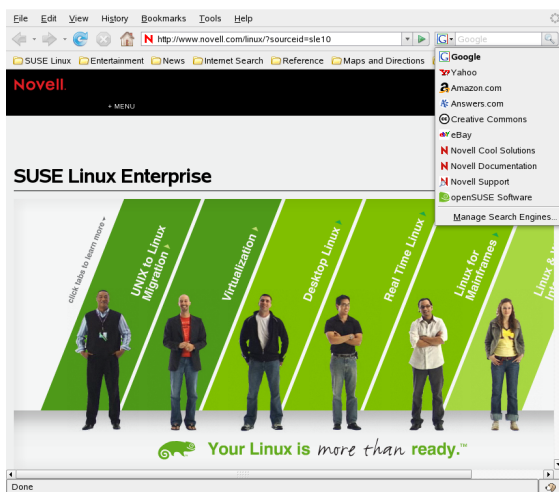 File Edit View History Bookmarks Tools Help
http://www.novell.com/linux/?sourceid=sle10
Google
SUSE Linux Entertainment News Internet Search Reference Maps and Directions
Google
Yahoo
Amazon.com
Answers.com
Creative Commons
eBay
Novell Cool Solutions
Novell Documentation
Novell Support
openSUSE Software
Manage Search Engines...
Novell
+ MENU
SUSE Linux Enterprise
click tabs to learn more
UNIX to Linux
Migration
Virtualization
Desktop Linux
Real Time Linux
Linux for
Mainframes
Linux &
Your Linux is more than ready.™
Done